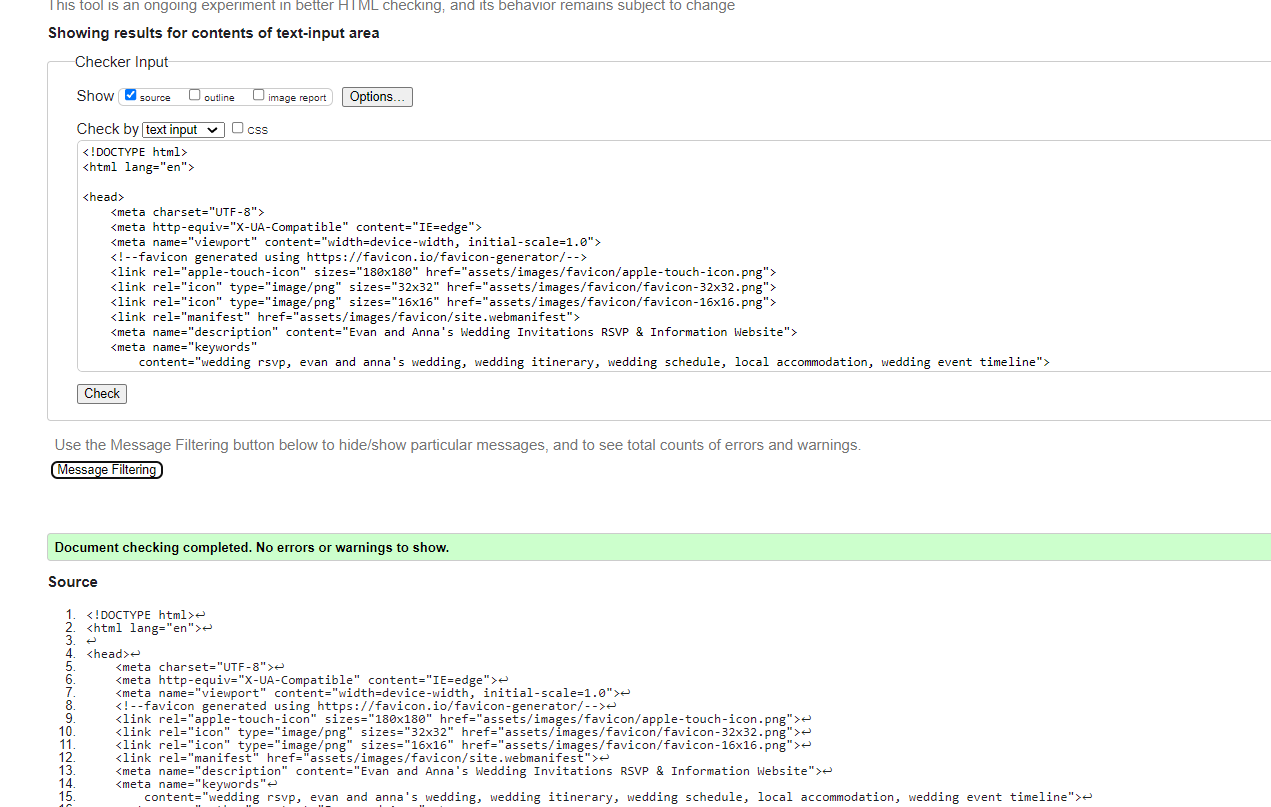 This tool is an ongoing experiment in better HTML checking, and its behavior remains subject to change
Showing results for contents of text-input area
Checker Input
Show source outline image report Options...
Check by text input css
<!DOCTYPE html>
<html lang="en">
<head>
<meta charset="UTF-8">
<meta http-equiv="X-UA-Compatible" content="IE=edge">
<meta name="viewport" content="width=device-width, initial-scale=1.0">
<!--favicon generated using https://favicon.io/favicon-generator/-->
<link rel="apple-touch-icon" sizes="180x180" href="assets/images/favicon/apple-touch-icon.png">
<link rel="icon" type="image/png" sizes="32x32" href="assets/images/favicon/favicon-32x32.png">
<link rel="icon" type="image/png" sizes="16x16" href="assets/images/favicon/favicon-16x16.png">
<link rel="manifest" href="assets/images/favicon/site.webmanifest">
<meta name="description" content="Evan and Anna's Wedding Invitations RSVP & Information Website">
<meta name="keywords"
content="wedding rsvp, evan and anna's wedding, wedding itinerary, wedding schedule, local accommodation, wedding event timeline">
Check
Use the Message Filtering button below to hide/show particular messages, and to see total counts of errors and warnings.
Message Filtering
Document checking completed. No errors or warnings to show.
Source
1. <!DOCTYPE html>↩
2. <html lang="en">↩
3. ↩
4. <head>↩
5. <meta charset="UTF-8">↩
6. <meta http-equiv="X-UA-Compatible" content="IE=edge">↩
7. <meta name="viewport" content="width=device-width, initial-scale=1.0">↩
8. <!--favicon generated using https://favicon.io/favicon-generator/-->↩
9. <link rel="apple-touch-icon" sizes="180x180" href="assets/images/favicon/apple-touch-icon.png">↩
10. <link rel="icon" type="image/png" sizes="32x32" href="assets/images/favicon/favicon-32x32.png">↩
11. <link rel="icon" type="image/png" sizes="16x16" href="assets/images/favicon/favicon-16x16.png">↩
12. <link rel="manifest" href="assets/images/favicon/site.webmanifest">↩
13. <meta name="description" content="Evan and Anna's Wedding Invitations RSVP & Information Website">↩
14. <meta name="keywords"↩
15. content="wedding rsvp, evan and anna's wedding, wedding itinerary, wedding schedule, local accommodation, wedding event timeline">↩